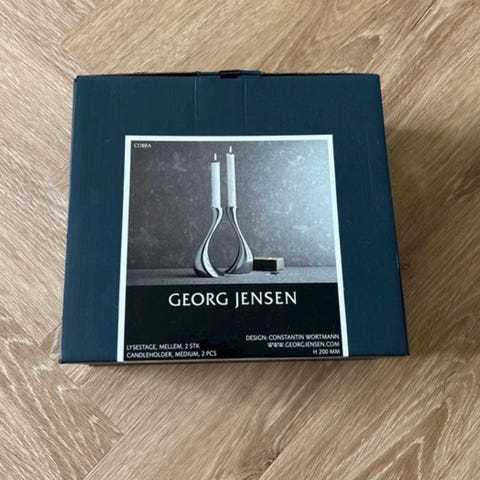 COBRA
GEORG JENSEN
LYSESTAGE, MELLEM, 2 STK
CANDLEHOLDER, MEDIUM, 2 PCS
DESIGN: CONSTANTIN WORTMANN
WWW.GEORGJENSEN.COM
H 200 MM